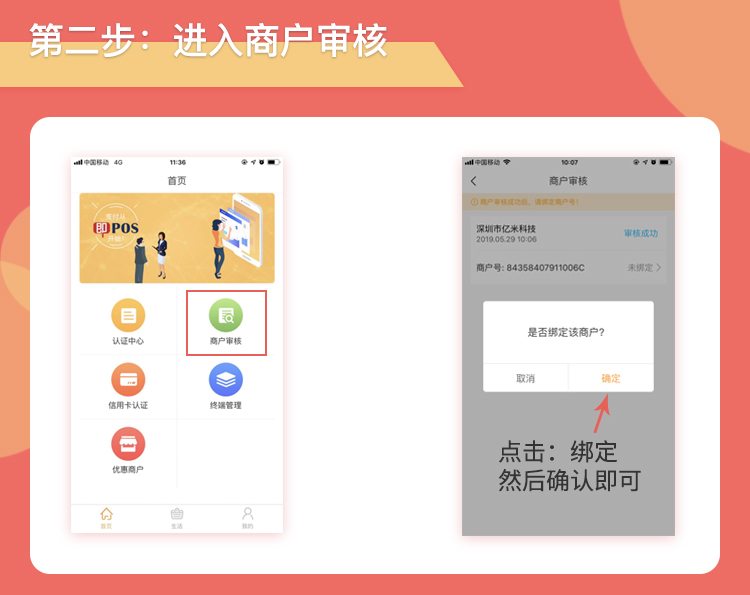 第二步：进入商户审核
中国移动 4G 11:36
首页
支付从
即POS
开始！
认证中心
商户审核
信用卡认证
终端管理
优惠商户
首页
生活
我的
中国移动 10:07
商户审核
商户审核成功后，请绑定商户号！
深圳市亿米科技
2019.05.29 10:06
审核成功
商户号: 84358407911006C
未绑定
是否绑定该商户?
取消
确定
点击：绑定
然后确认即可